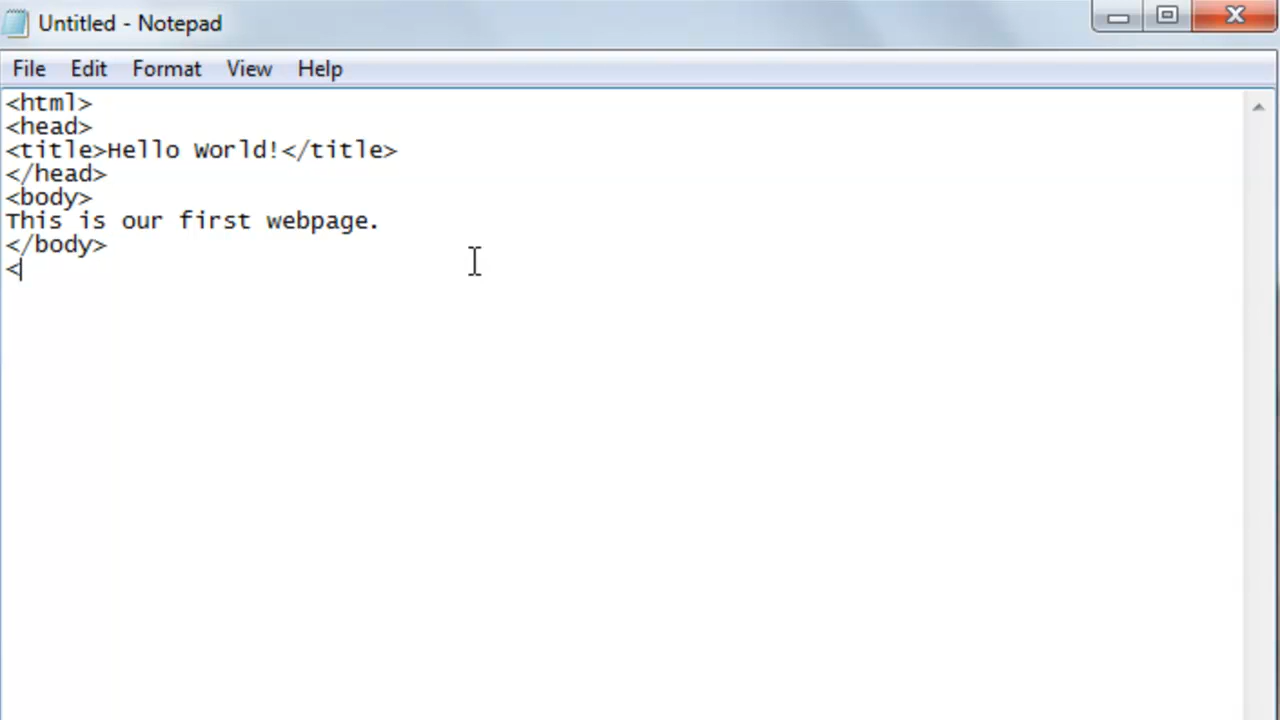 Untitled - Notepad
File Edit Format View Help
<html>
<head>
<title>Hello world!</title>
</head>
<body>
This is our first webpage.
</body>
<